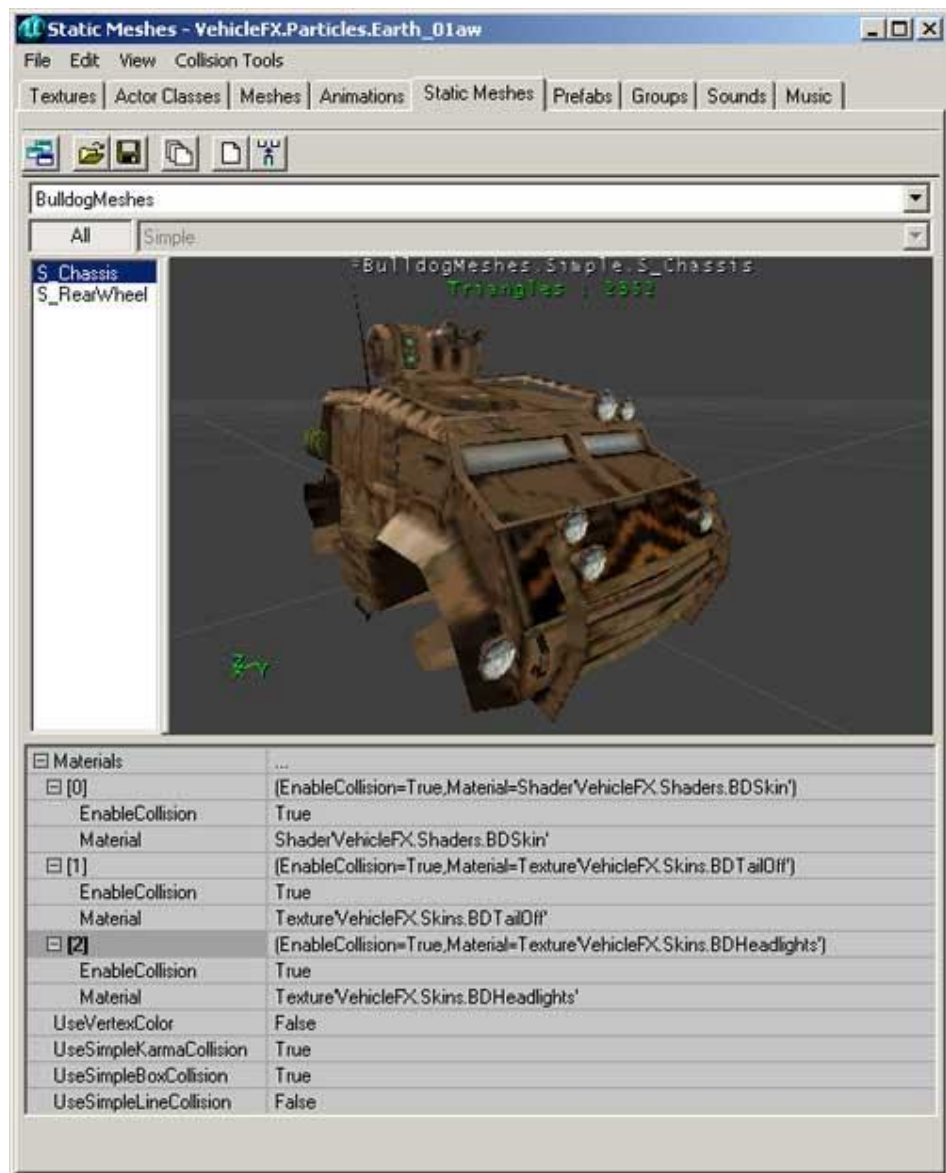 Static Meshes - VehicleFX.Particles.Earth_01aw
File Edit View Collision Tools
Textures Actor Classes Meshes Animations Static Meshes Prefabs Groups Sounds Music
BulldogMeshes
All Simple
S_Chassis
S_RearWheel
BulldogMeshes.Simple.S_Chassis
Triangles :
Z Y
Materials ...
[0] (EnableCollision=True,Material=Shader'VehicleFX.Shaders.BDSkin')
EnableCollision True
Material Shader'VehicleFX.Shaders.BDSkin'
[1] (EnableCollision=True,Material=Texture'VehicleFX.Skins.BDTailOff')
EnableCollision True
Material Texture'VehicleFX.Skins.BDTailOff'
[2] (EnableCollision=True,Material=Texture'VehicleFX.Skins.BDHeadlights')
EnableCollision True
Material Texture'VehicleFX.Skins.BDHeadlights'
UseVertexColor False
UseSimpleKarmaCollision True
UseSimpleBoxCollision True
UseSimpleLineCollision False